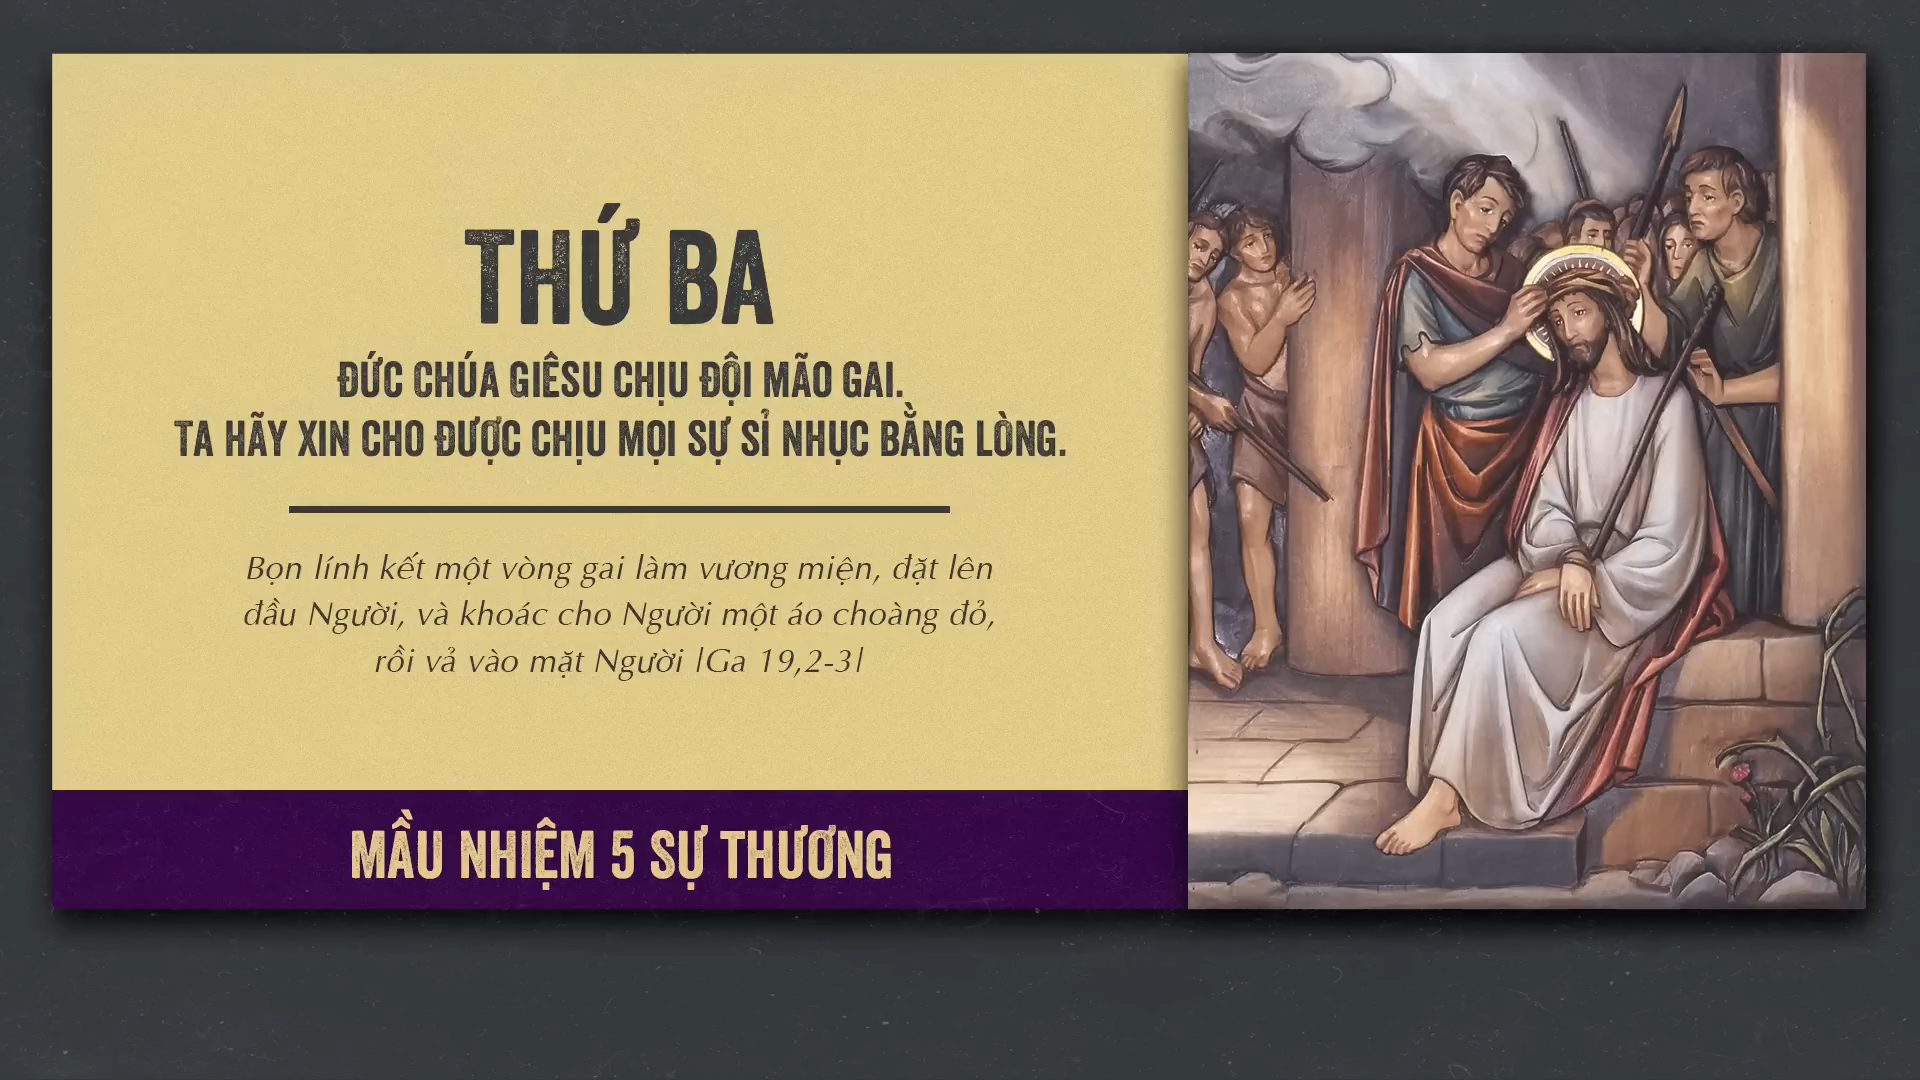 THỨ BA
ĐỨC CHÚA GIÊSU CHỊU ĐỘI MÃO GAI.
TA HÃY XIN CHO ĐƯỢC CHỊU MỌI SỰ SỈ NHỤC BẰNG LÒNG.
Bọn lính kết một vòng gai làm vương miện, đặt lên
đầu Người, và khoác cho Người một áo choàng đỏ,
rồi vả vào mặt Người |Ga 19,2-3|
MẦU NHIỆM 5 SỰ THƯƠNG